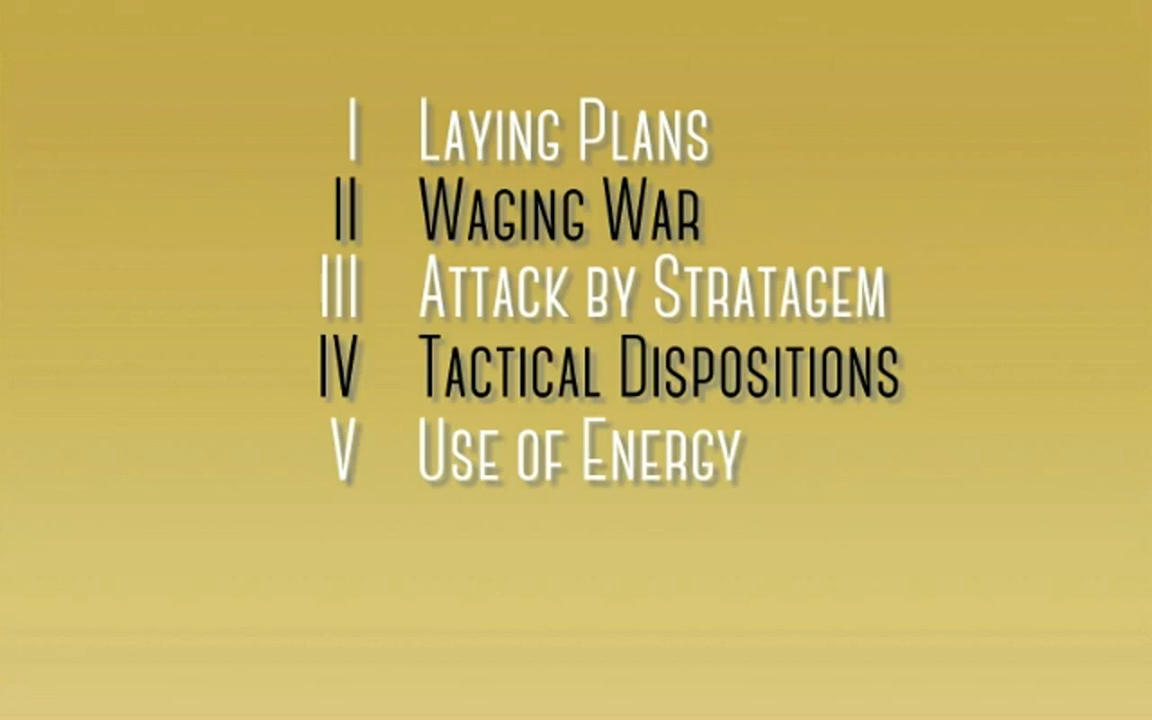 I Laying Plans
II Waging War
III Attack by Stratagem
IV Tactical Dispositions
V Use of Energy